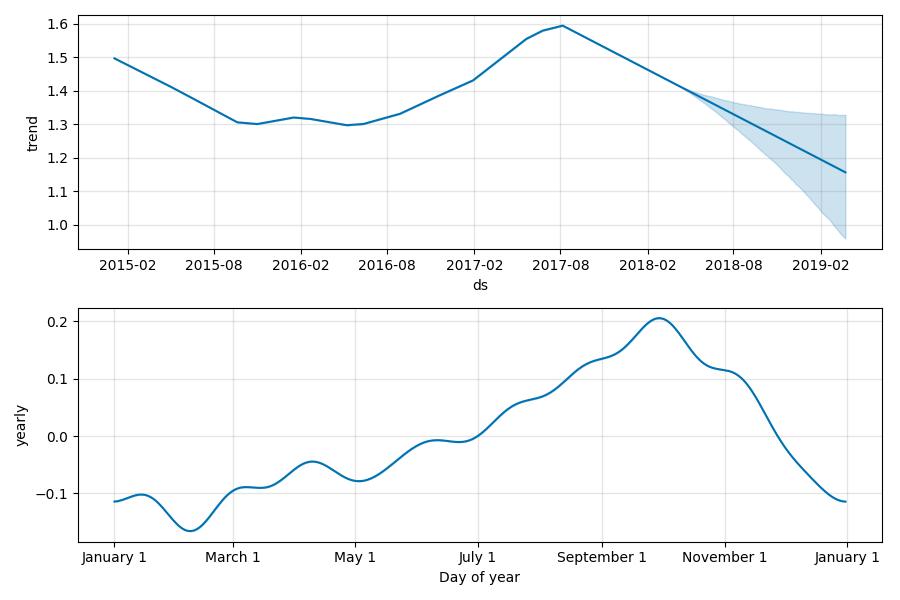 1.6
1.5
1.4
1.3
1.2
1.1
1.0
trend
2015-02 2015-08 2016-02 2016-08 2017-02 2017-08 2018-02 2018-08 2019-02
ds
0.2
0.1
0.0
−0.1
yearly
January 1 March 1 May 1 July 1 September 1 November 1 January 1
Day of year